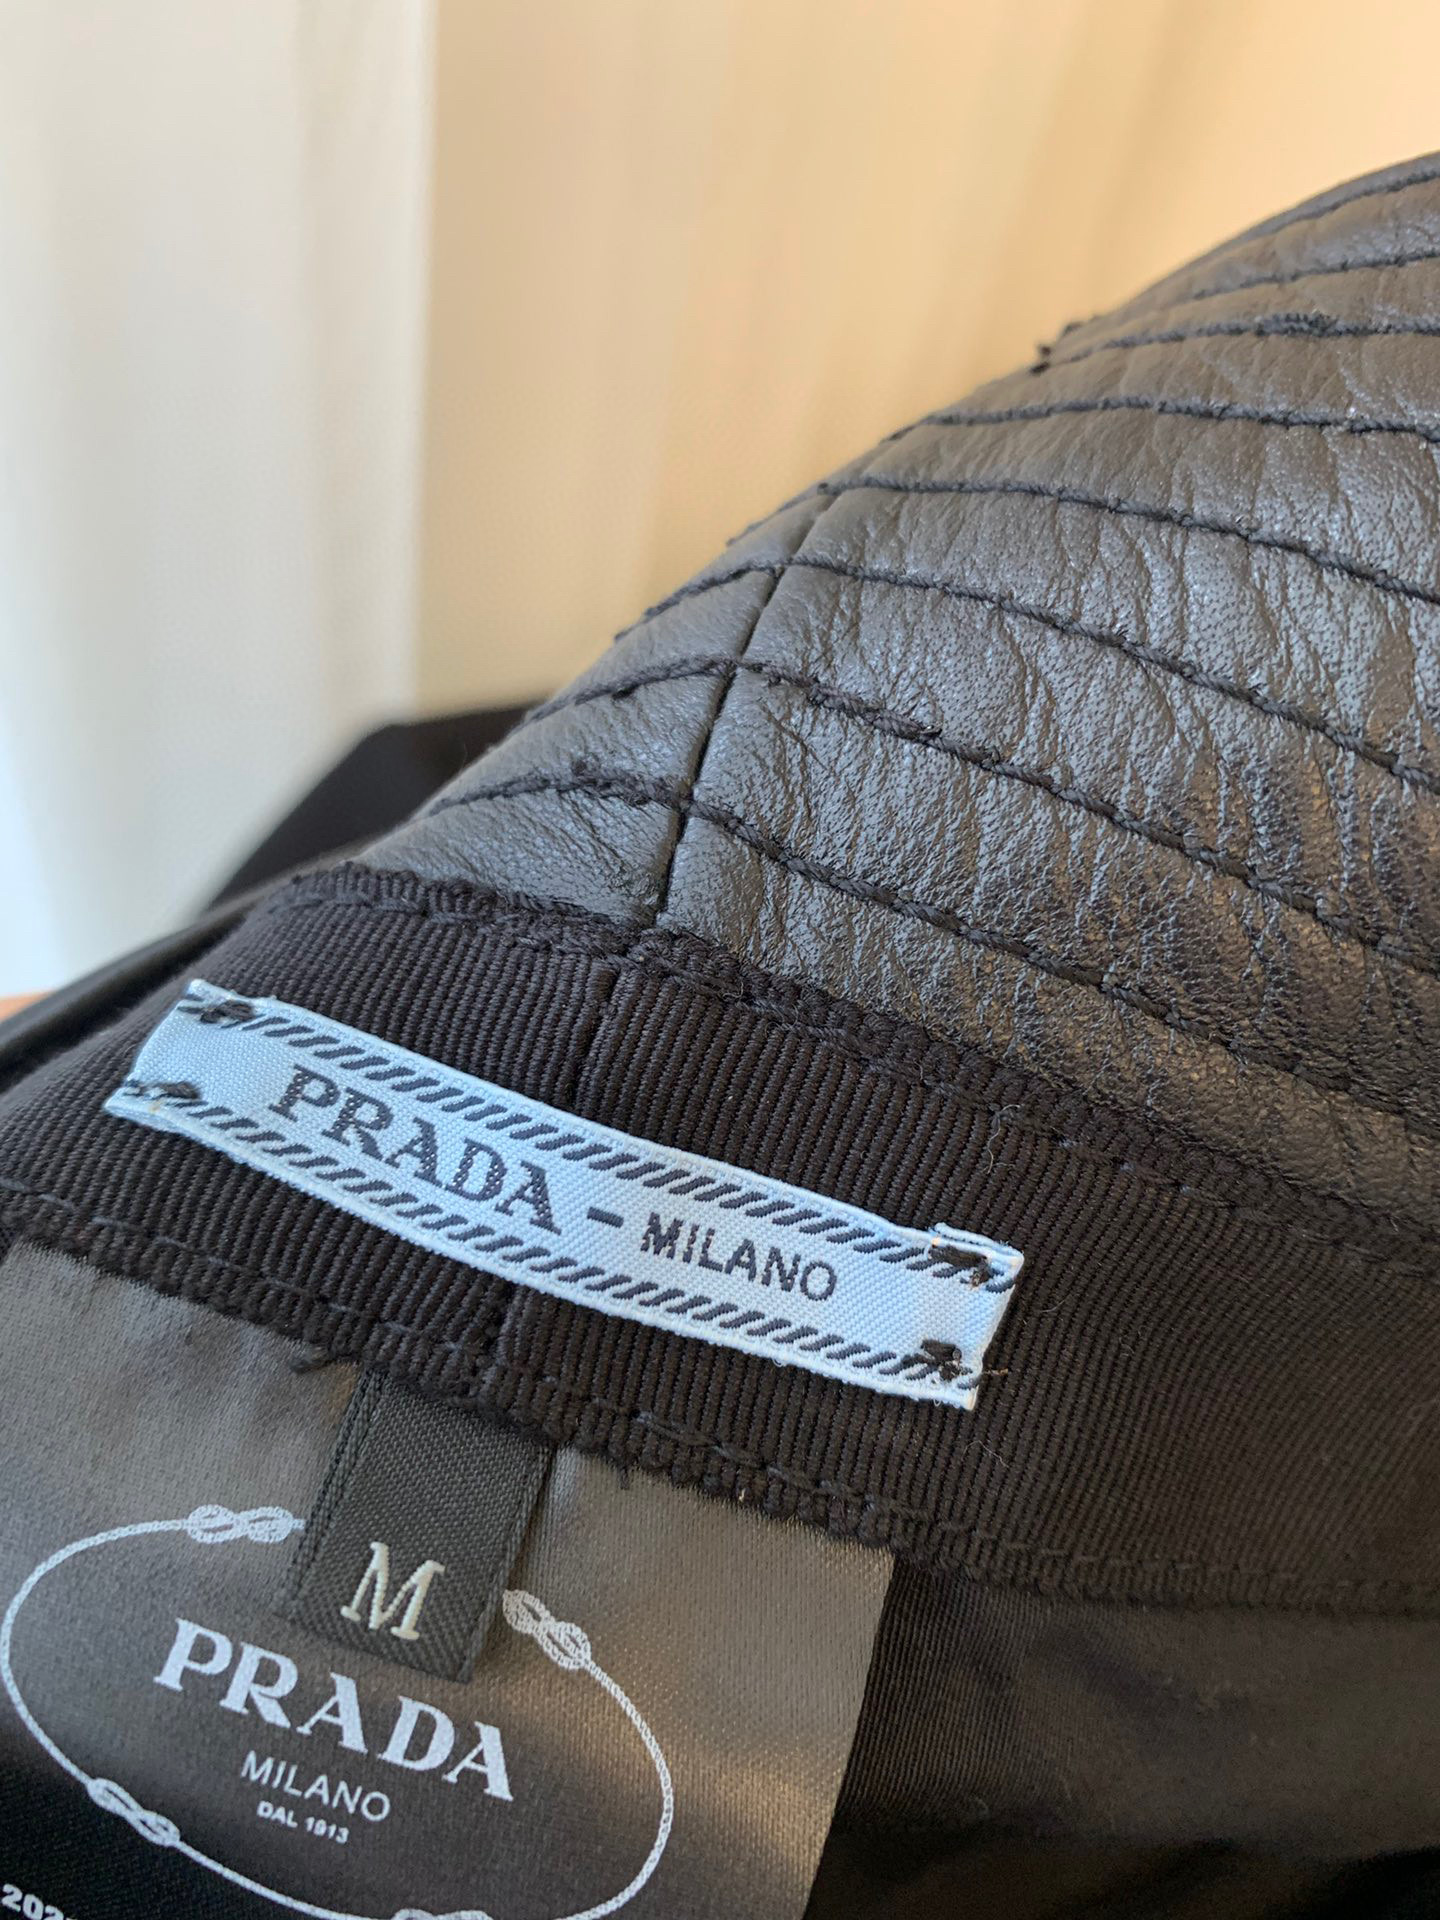 PRADA - MILANO
M
PRADA
MILANO
DAL 1913